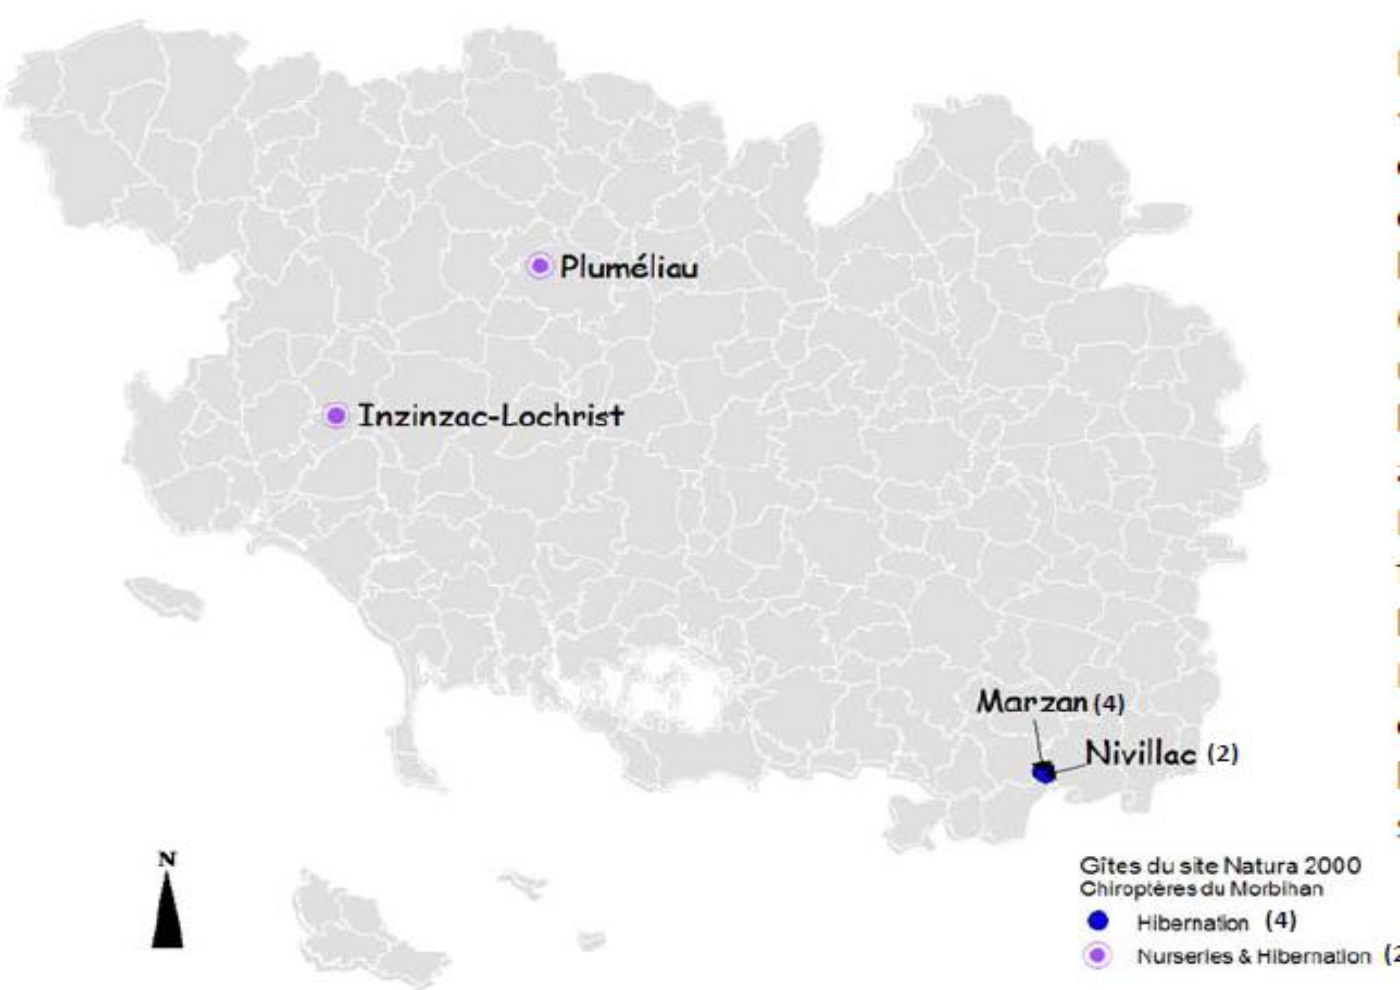 Pluméliau
Inzinzac-Lochrist
Marzan (4)
Nivillac (2)
N
Gîtes du site Natura 2000
Chiroptères du Morbihan
Hibernation (4)
Nurseries & Hibernation (2